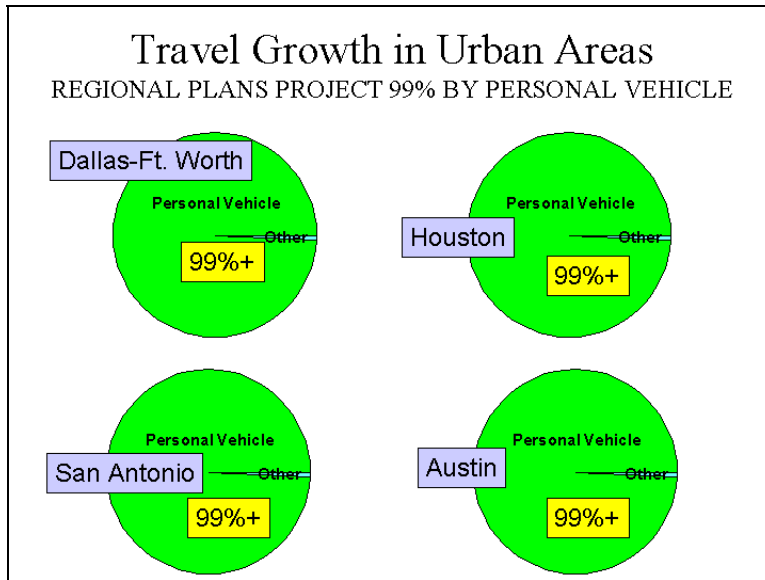 Travel Growth in Urban Areas
REGIONAL PLANS PROJECT 99% BY PERSONAL VEHICLE
Dallas-Ft. Worth
Personal Vehicle
Other
99%+
Houston
Personal Vehicle
Other
99%+
San Antonio
Personal Vehicle
Other
99%+
Austin
Personal Vehicle
Other
99%+